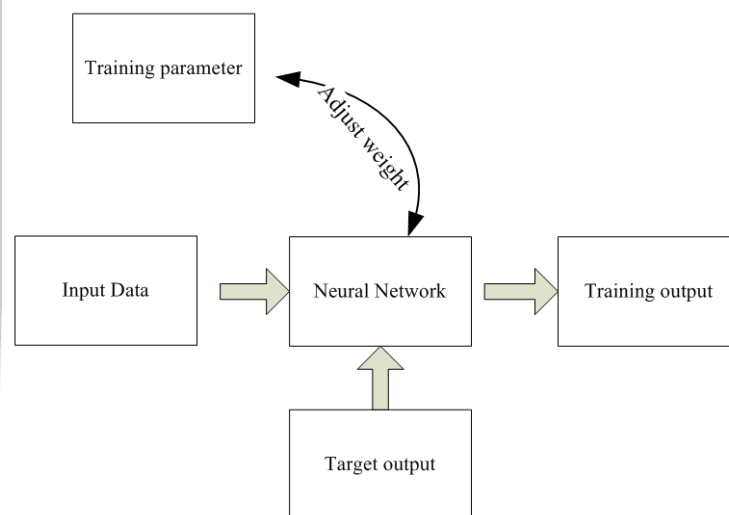 Training parameter
Adjust weight
Input Data
Neural Network
Training output
Target output